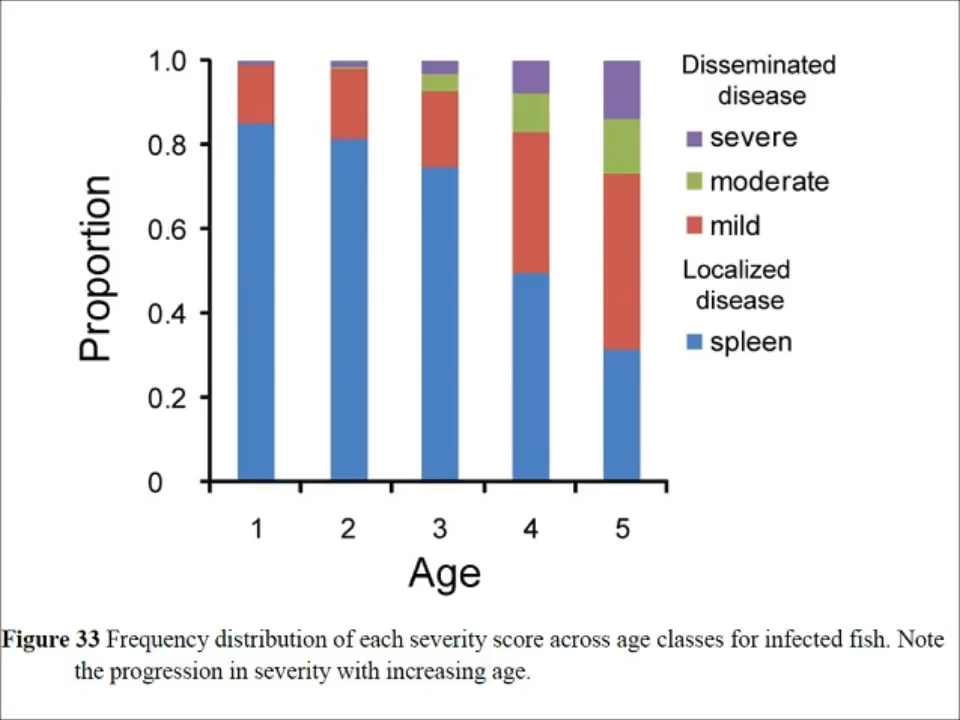 1.0
0.8
0.6
0.4
0.2
0
Proportion
1 2 3 4 5
Age
Disseminated
disease
severe
moderate
mild
Localized
disease
spleen
Figure 33 Frequency distribution of each severity score across age classes for infected fish. Note
the progression in severity with increasing age.